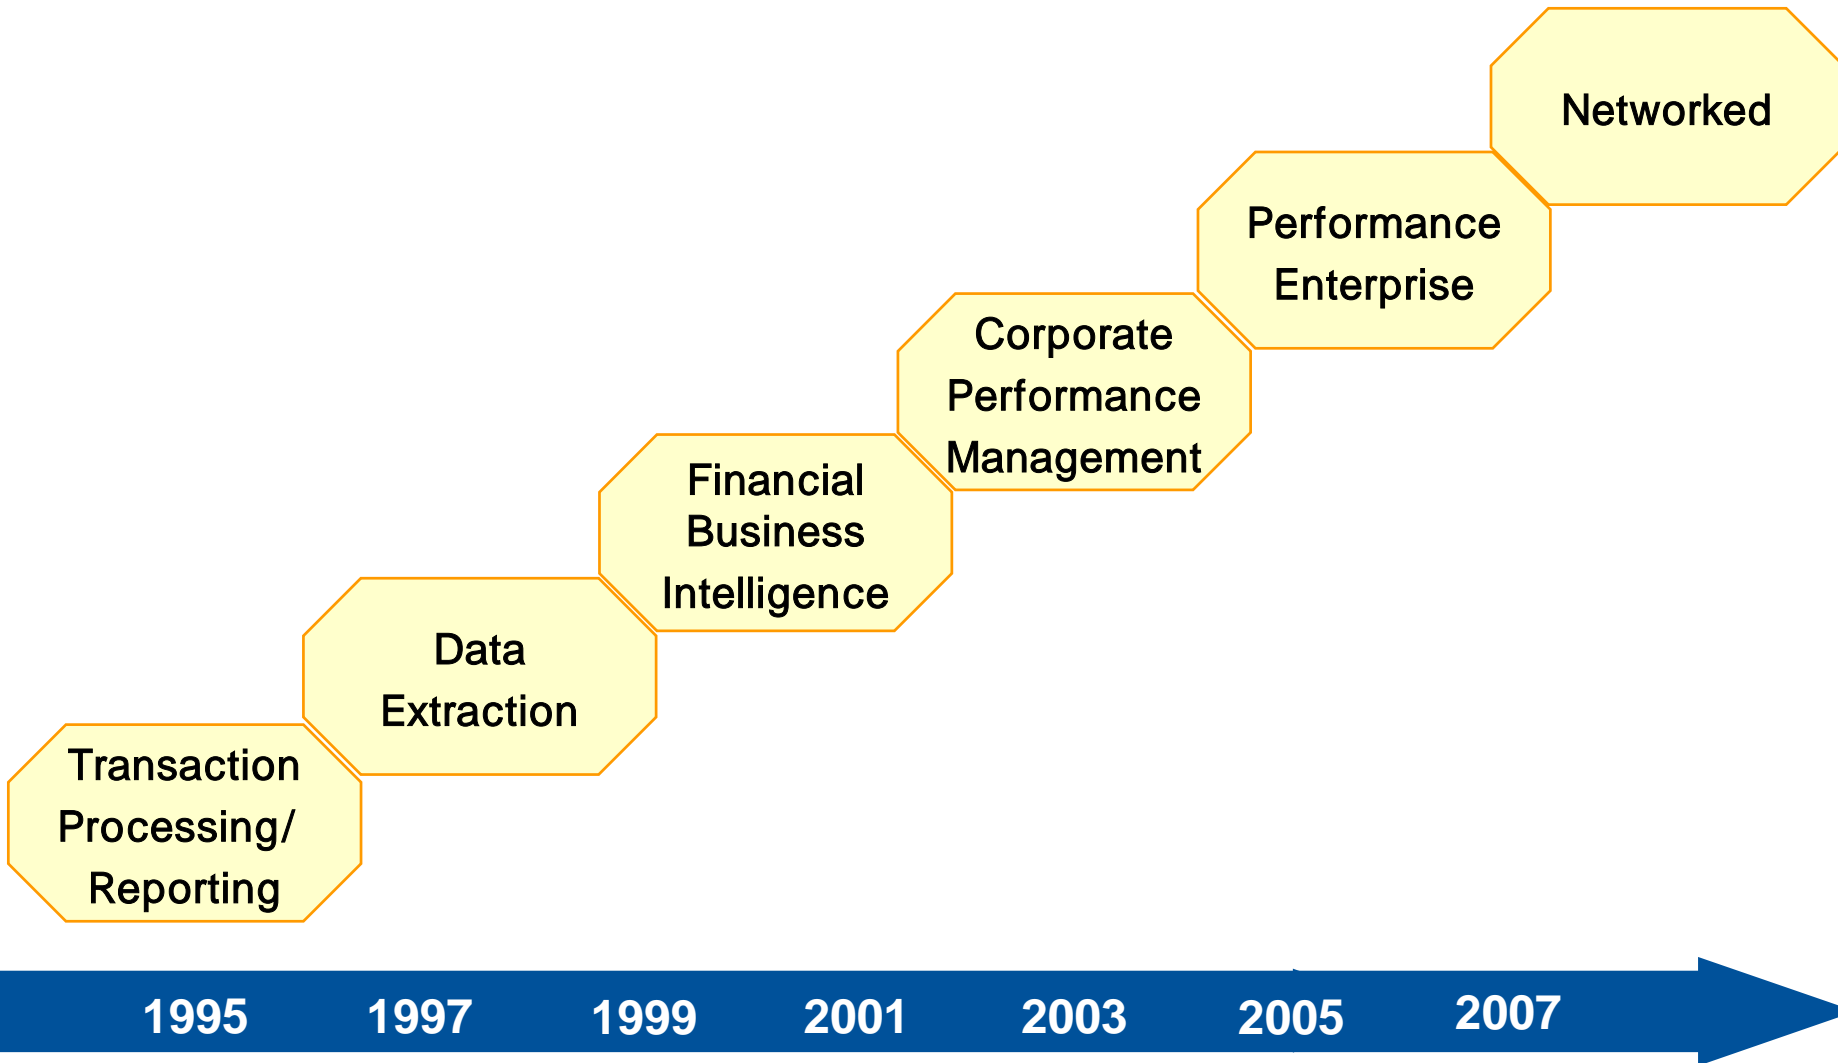 Networked
Performance
Enterprise
Corporate
Performance
Management
Financial
Business
Intelligence
Data
Extraction
Transaction
Processing/
Reporting
1995 1997 1999 2001 2003 2005 2007